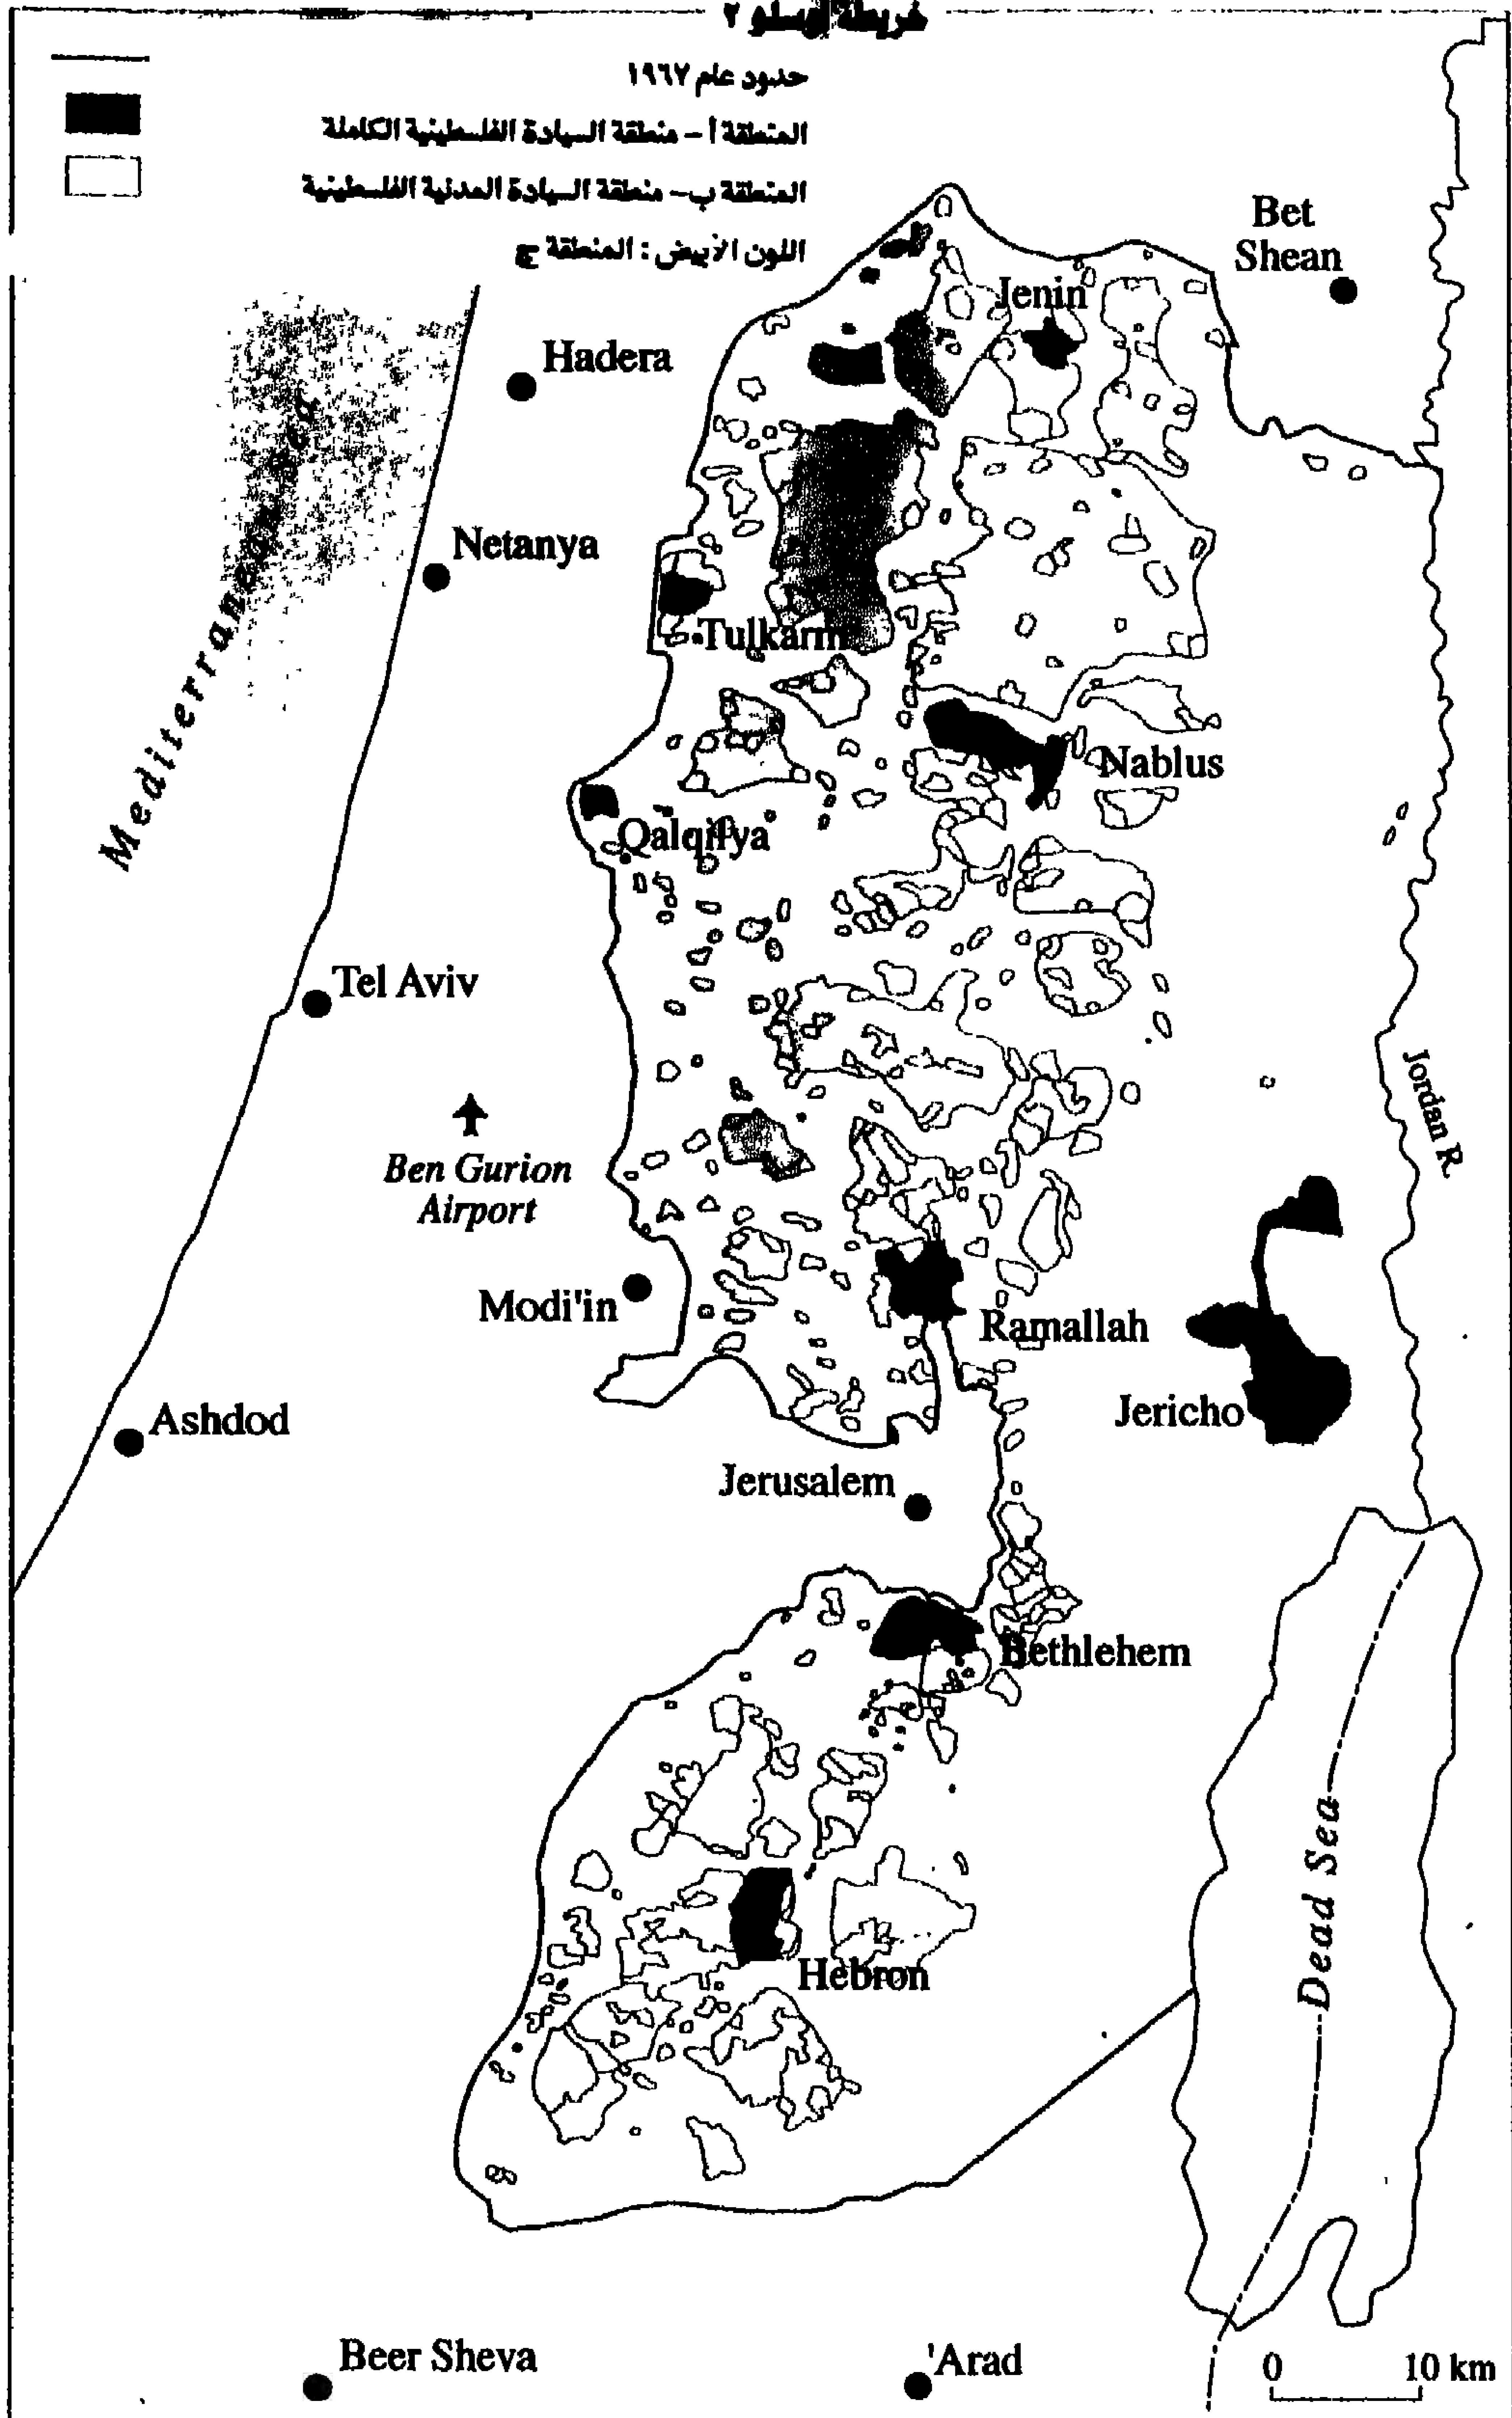 خريطة أوسلو ٢
حدود عام ١٩٦٧
المنطقة أ – منطقة السيادة الفلسطينية الكاملة
المنطقة ب – منطقة السيادة المدنية الفلسطينية
اللون الأبيض : المنطقة ج
Bet
Shean
Jenin
Hadera
Netanya
Tulkarm
Mediterranean Sea
Nablus
Qalqilya
Tel Aviv
Jordan R.
Ben Gurion
Airport
Modi'in
Ramallah
Jericho
Ashdod
Jerusalem
Bethlehem
Dead Sea
Hebron
Beer Sheva
'Arad
0 10 km